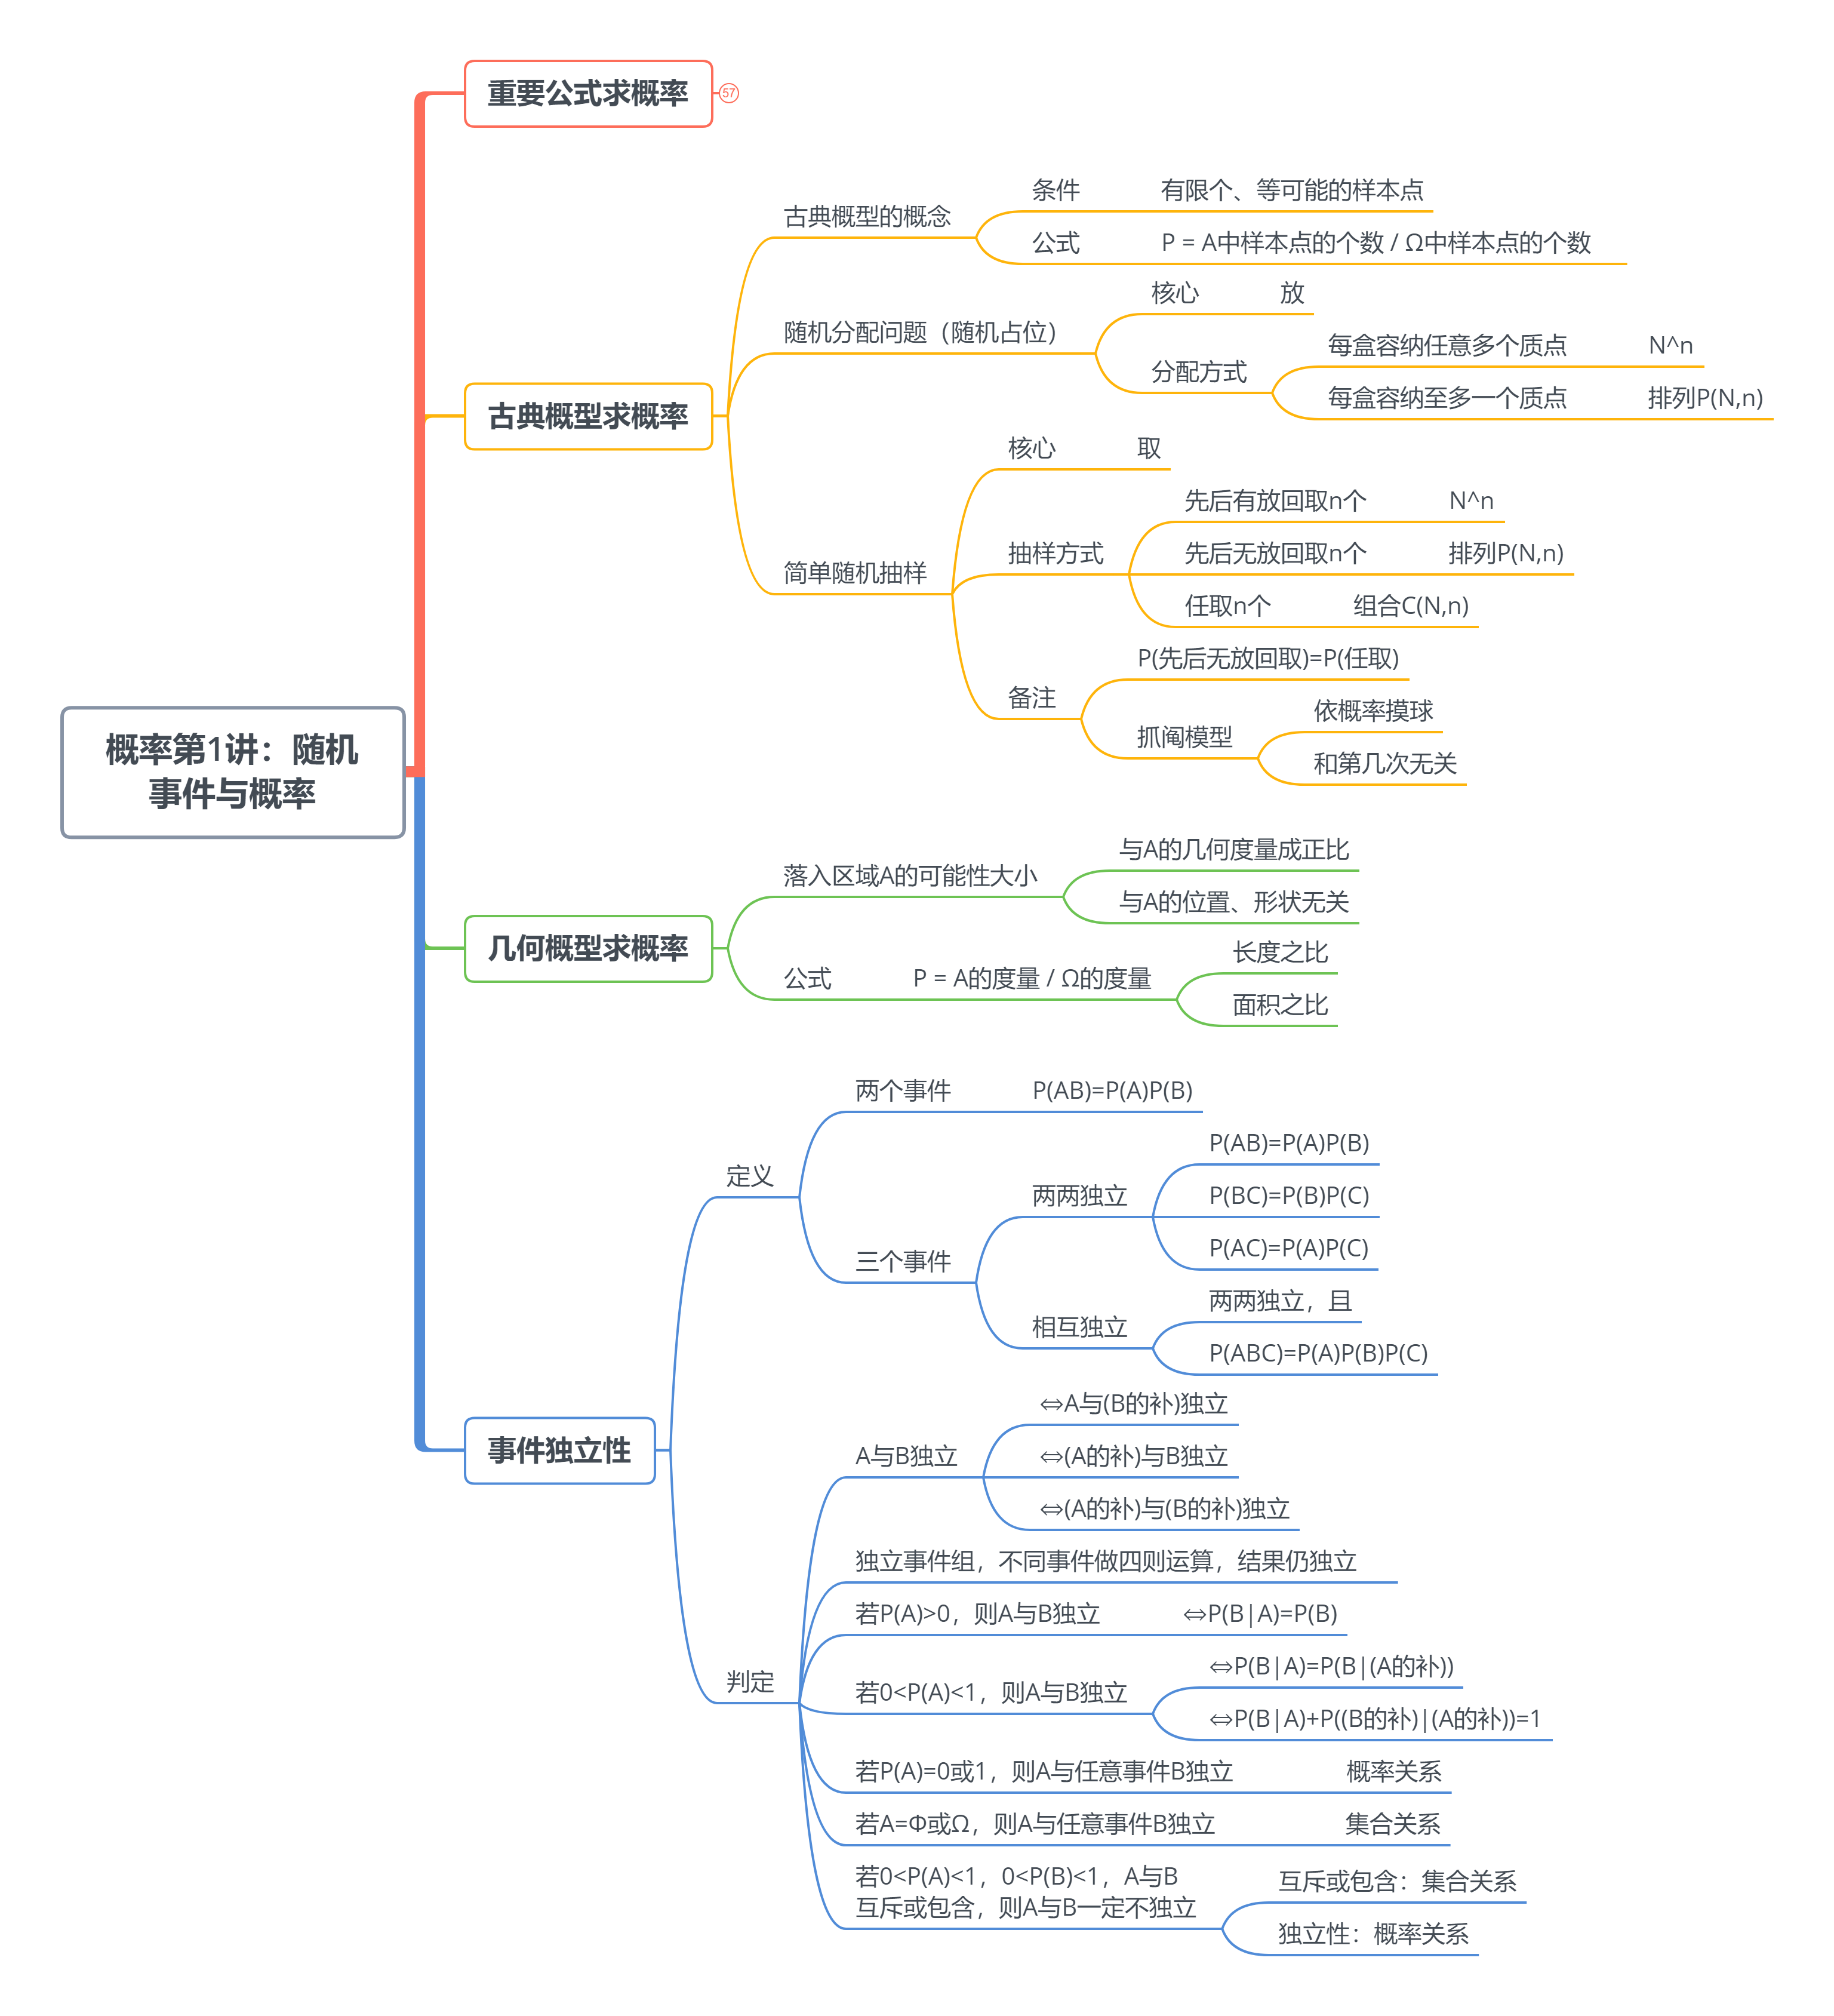 概率第1讲：随机
事件与概率
重要公式求概率
57
古典概型求概率
古典概型的概念
条件
有限个、等可能的样本点
公式
P = A中样本点的个数 / Ω中样本点的个数
随机分配问题（随机占位）
核心
放
分配方式
每盒容纳任意多个质点
N^n
每盒容纳至多一个质点
排列P(N,n)
简单随机抽样
核心
取
抽样方式
先后有放回取n个
N^n
先后无放回取n个
排列P(N,n)
任取n个
组合C(N,n)
备注
P(先后无放回取)=P(任取)
抓阄模型
依概率摸球
和第几次无关
几何概型求概率
落入区域A的可能性大小
与A的几何度量成正比
与A的位置、形状无关
公式
P = A的度量 / Ω的度量
长度之比
面积之比
事件独立性
定义
两个事件
P(AB)=P(A)P(B)
三个事件
两两独立
P(AB)=P(A)P(B)
P(BC)=P(B)P(C)
P(AC)=P(A)P(C)
相互独立
两两独立，且
P(ABC)=P(A)P(B)P(C)
判定
A与B独立
⇔A与(B的补)独立
⇔(A的补)与B独立
⇔(A的补)与(B的补)独立
独立事件组，不同事件做四则运算，结果仍独立
若P(A)>0，则A与B独立
⇔P(B|A)=P(B)
若0<P(A)<1，则A与B独立
⇔P(B|A)=P(B|(A的补))
⇔P(B|A)+P((B的补)|(A的补))=1
若P(A)=0或1，则A与任意事件B独立
概率关系
若A=Φ或Ω，则A与任意事件B独立
集合关系
若0<P(A)<1，0<P(B)<1，A与B
互斥或包含，则A与B一定不独立
互斥或包含：集合关系
独立性：概率关系